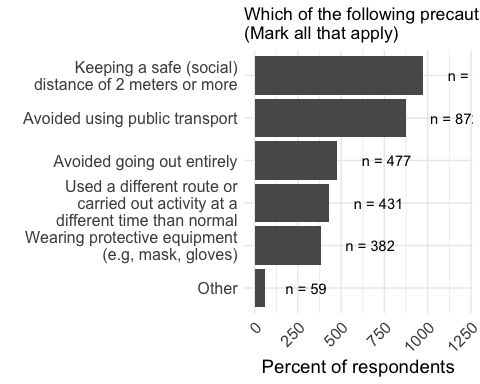 Which of the following precaut
(Mark all that apply)
Keeping a safe (social)
distance of 2 meters or more
n =
Avoided using public transport
n = 87
Avoided going out entirely
n = 477
Used a different route or
carried out activity at a
different time than normal
n = 431
Wearing protective equipment
(e.g, mask, gloves)
n = 382
Other
n = 59
0
250
500
750
1000
1250
Percent of respondents